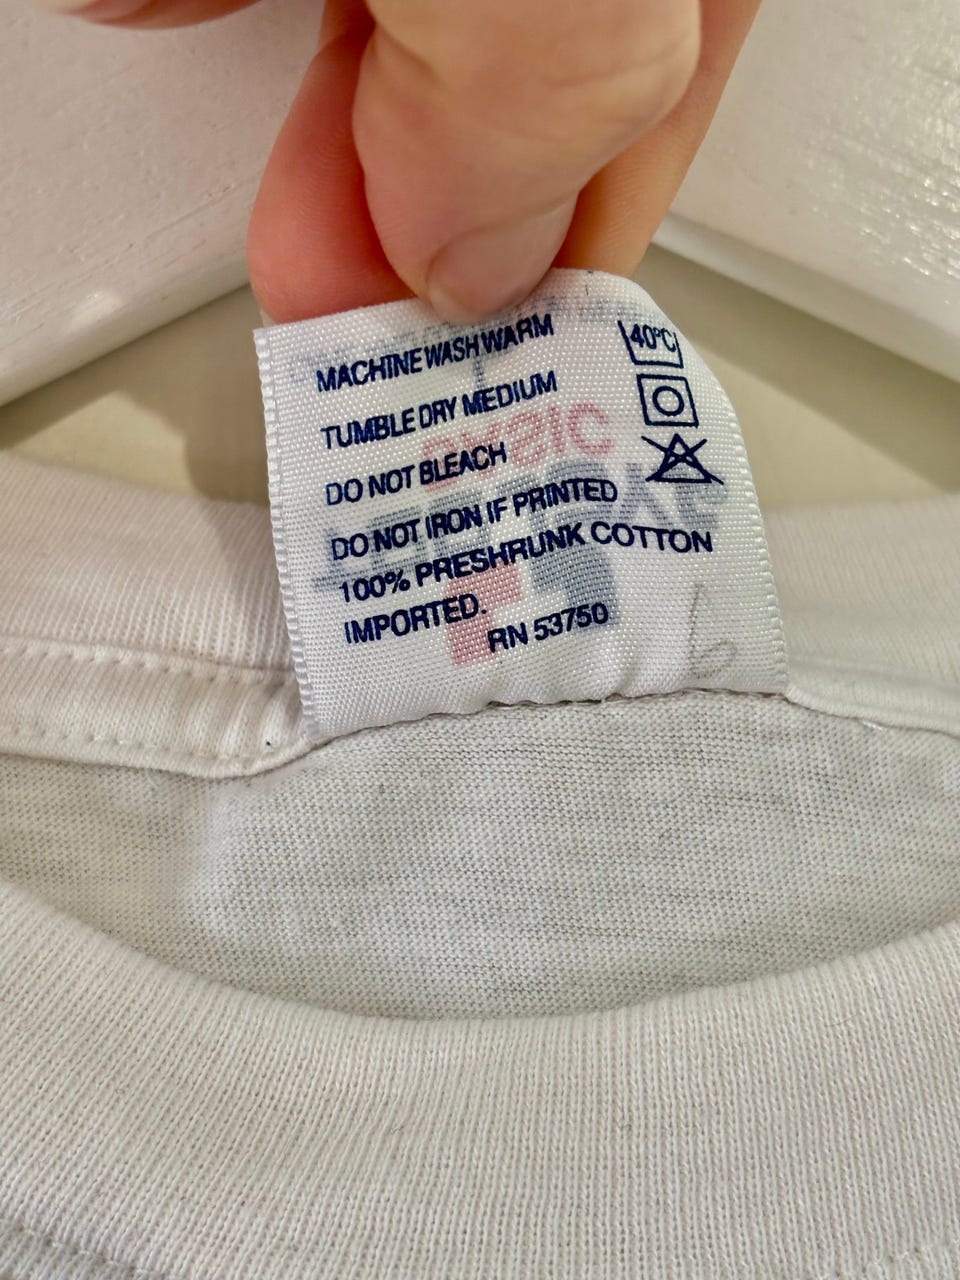 MACHINE WASH WARM
40°C
TUMBLE DRY MEDIUM
DO NOT BLEACH
DO NOT IRON IF PRINTED
100% PRESHRUNK COTTON
IMPORTED.
RN 53750